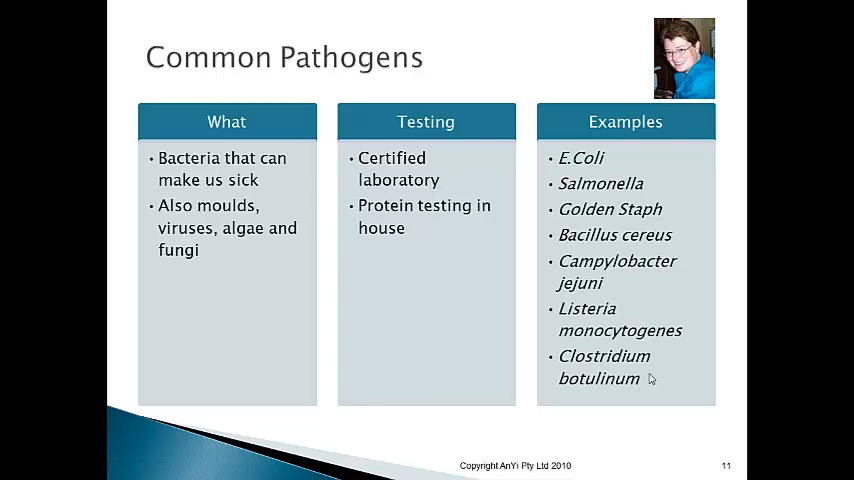 Common Pathogens
What
• Bacteria that can
make us sick
• Also moulds,
viruses, algae and
fungi
Testing
• Certified
laboratory
• Protein testing in
house
Examples
• E.Coli
• Salmonella
• Golden Staph
• Bacillus cereus
• Campylobacter
jejuni
• Listeria
monocytogenes
• Clostridium
botulinum
Copyright AnYi Pty Ltd 2010
11